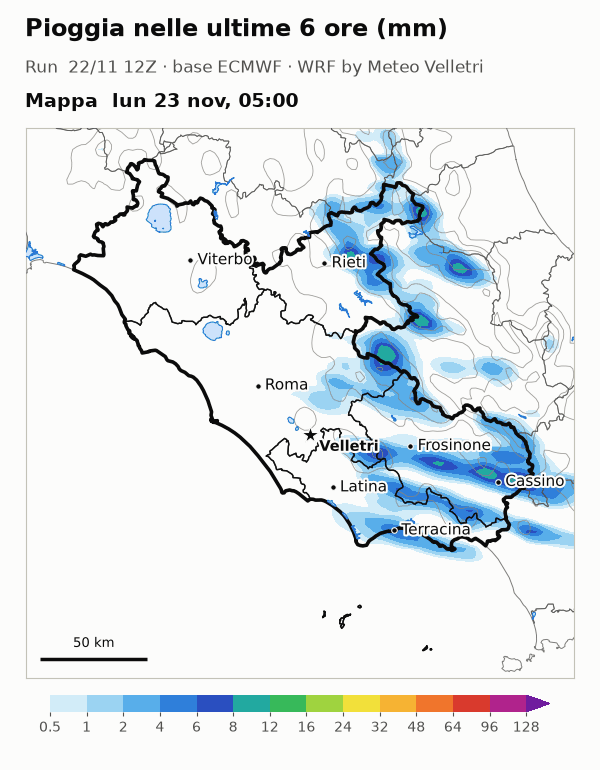 Pioggia nelle ultime 6 ore (mm)
Run  22/11 12Z · base ECMWF · WRF by Meteo Velletri
Mappa  lun 23 nov, 05:00
Viterbo
Rieti
Roma
Velletri
Frosinone
Cassino
Latina
Terracina
50 km
0.5 1 2 4 6 8 12 16 24 32 48 64 96 128